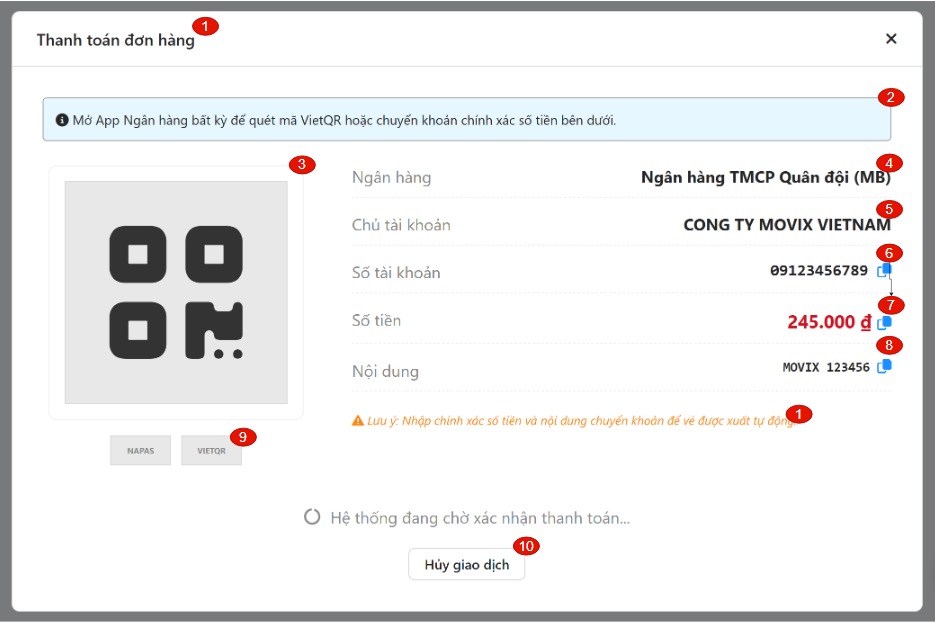 Thanh toán đơn hàng 1
2
Mở App Ngân hàng bất kỳ để quét mã VietQR hoặc chuyển khoản chính xác số tiền bên dưới.
3
4
Ngân hàng Ngân hàng TMCP Quân đội (MB)
5
Chủ tài khoản CONG TY MOVIX VIETNAM
6
Số tài khoản 09123456789
7
Số tiền 245.000 ₫
8
Nội dung MOVIX 123456
Lưu ý: Nhập chính xác số tiền và nội dung chuyển khoản để vé được xuất tự động. 1
9
NAPAS VIETQR
Hệ thống đang chờ xác nhận thanh toán...
10
Hủy giao dịch